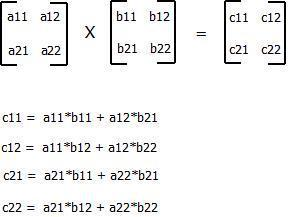 a11 a12 b11 b12 c11 c12
X =
a21 a22 b21 b22 c21 c22
c11 = a11*b11 + a12*b21
c12 = a11*b12 + a12*b22
c21 = a21*b11 + a22*b21
c22 = a21*b12 + a22*b22